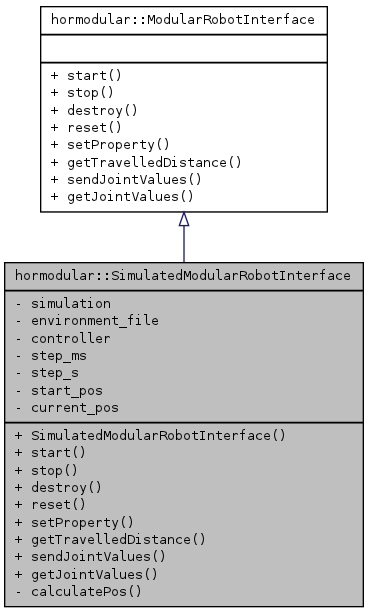 hormodular::ModularRobotInterface
+ start()
+ stop()
+ destroy()
+ reset()
+ setProperty()
+ getTravelledDistance()
+ sendJointValues()
+ getJointValues()
hormodular::SimulatedModularRobotInterface
- simulation
- environment_file
- controller
- step_ms
- step_s
- start_pos
- current_pos
+ SimulatedModularRobotInterface()
+ start()
+ stop()
+ destroy()
+ reset()
+ setProperty()
+ getTravelledDistance()
+ sendJointValues()
+ getJointValues()
- calculatePos()